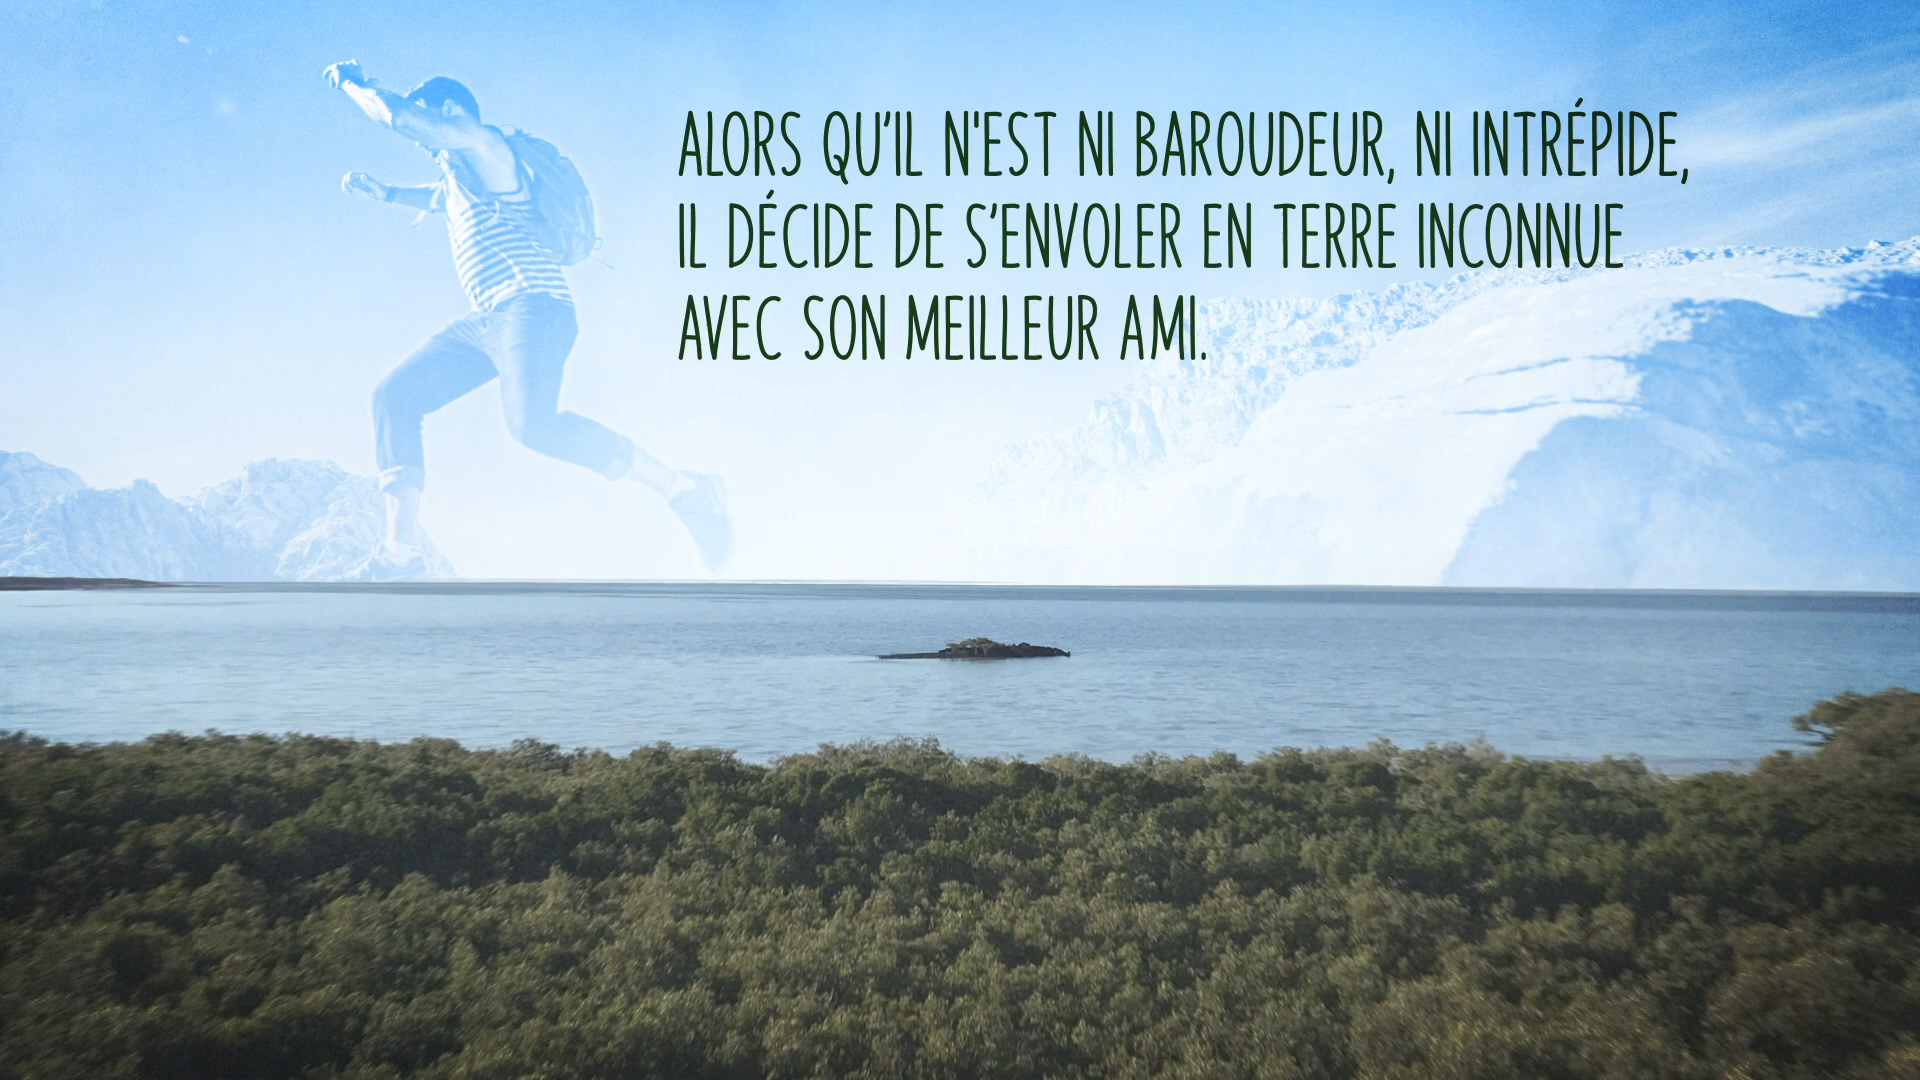 ALORS QU’IL N'EST NI BAROUDEUR, NI INTRÉPIDE,
IL DÉCIDE DE S’ENVOLER EN TERRE INCONNUE
AVEC SON MEILLEUR AMI.